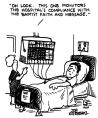 "OH LOOK. THIS ONE MONITORS
THE HOSPITAL'S COMPLIANCE WITH
THE BAPTIST FAITH AND MESSAGE."